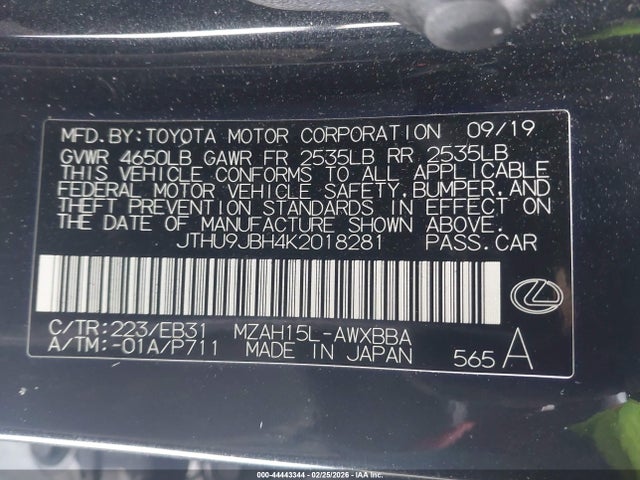 MFD.BY:TOYOTA MOTOR CORPORATION 09/19
GVWR 4650LB GAWR FR 2535LB RR 2535LB
THIS VEHICLE CONFORMS TO ALL APPLICABLE
FEDERAL MOTOR VEHICLE SAFETY,BUMPER,AND
THEFT PREVENTION STANDARDS IN EFFECT ON
THE DATE OF MANUFACTURE SHOWN ABOVE.
JTHU9JBH4K2018281 PASS.CAR
C/TR:223/EB31 MZAH15L-AWXBBA
A/TM:-01A/P711 MADE IN JAPAN 565 A
000-44443344 - 02/25/2026 - IAA Inc.